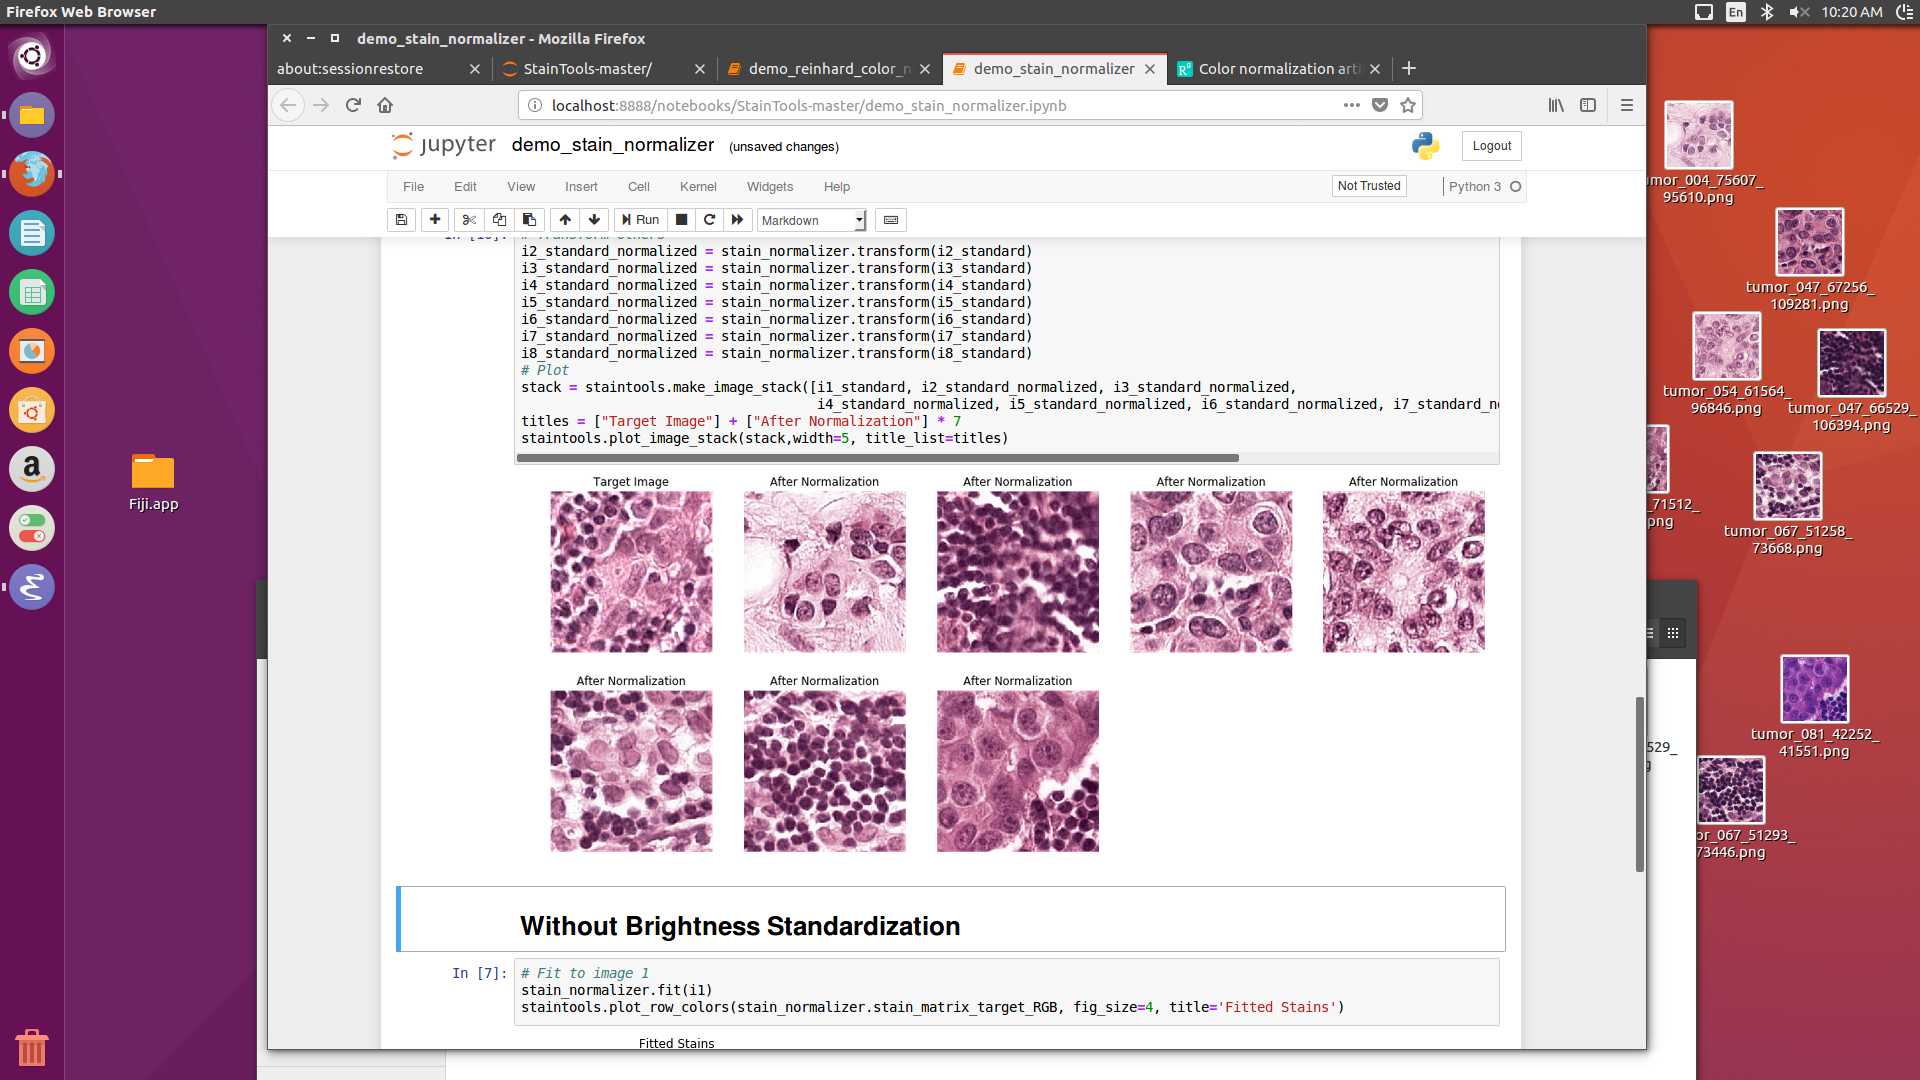 Firefox Web Browser
En
10:20 AM
demo_stain_normalizer - Mozilla Firefox
about:sessionrestore
StainTools-master/
demo_reinhard_color_n
demo_stain_normalizer
Color normalization art
localhost:8888/notebooks/StainTools-master/demo_stain_normalizer.ipynb
jupyter demo_stain_normalizer (unsaved changes)
Logout
File Edit View Insert Cell Kernel Widgets Help
Not Trusted
Python 3
Run
Markdown
i2_standard_normalized = stain_normalizer.transform(i2_standard)
i3_standard_normalized = stain_normalizer.transform(i3_standard)
i4_standard_normalized = stain_normalizer.transform(i4_standard)
i5_standard_normalized = stain_normalizer.transform(i5_standard)
i6_standard_normalized = stain_normalizer.transform(i6_standard)
i7_standard_normalized = stain_normalizer.transform(i7_standard)
i8_standard_normalized = stain_normalizer.transform(i8_standard)
# Plot
stack = staintools.make_image_stack([i1_standard, i2_standard_normalized, i3_standard_normalized,
i4_standard_normalized, i5_standard_normalized, i6_standard_normalized, i7_standard_n
titles = ["Target Image"] + ["After Normalization"] * 7
staintools.plot_image_stack(stack,width=5, title_list=titles)
Target Image
After Normalization
After Normalization
After Normalization
After Normalization
After Normalization
After Normalization
After Normalization
Without Brightness Standardization
In [7]:
# Fit to image 1
stain_normalizer.fit(i1)
staintools.plot_row_colors(stain_normalizer.stain_matrix_target_RGB, fig_size=4, title='Fitted Stains')
Fitted Stains
Fiji.app
umor_004_75607_
95610.png
tumor_047_67256_
109281.png
tumor_054_61564_
96846.png
tumor_047_66529_
106394.png
_71512_
png
tumor_067_51258_
73668.png
tumor_081_42252_
41551.png
529_
or_067_51293_
73446.png